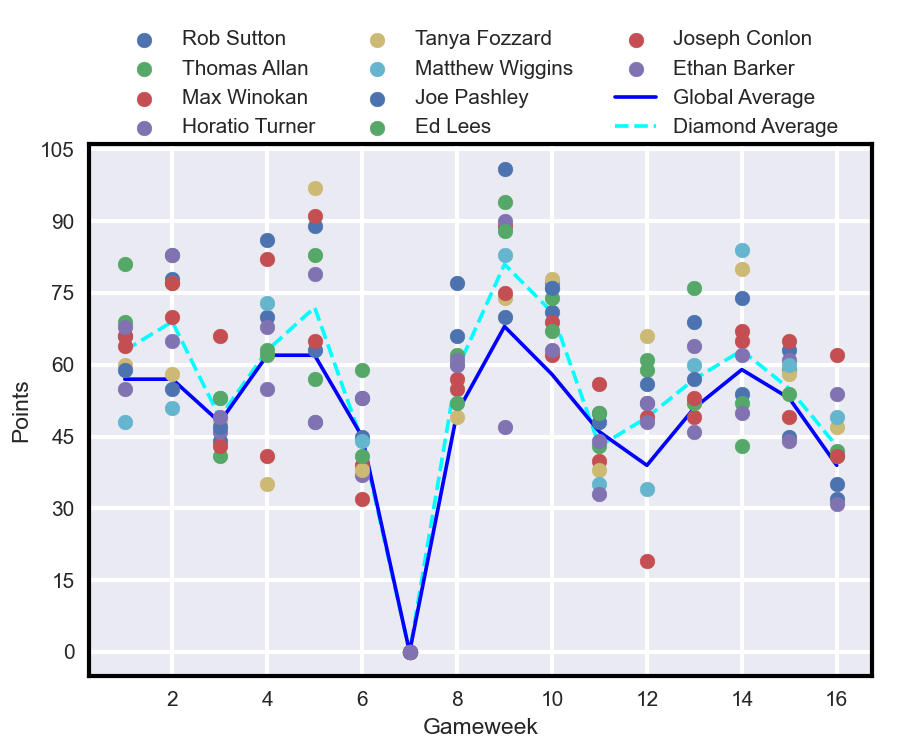 Rob Sutton Tanya Fozzard Joseph Conlon
Thomas Allan Matthew Wiggins Ethan Barker
Max Winokan Joe Pashley Global Average
Horatio Turner Ed Lees Diamond Average
105
90
75
60
45
30
15
0
Points
2 4 6 8 10 12 14 16
Gameweek